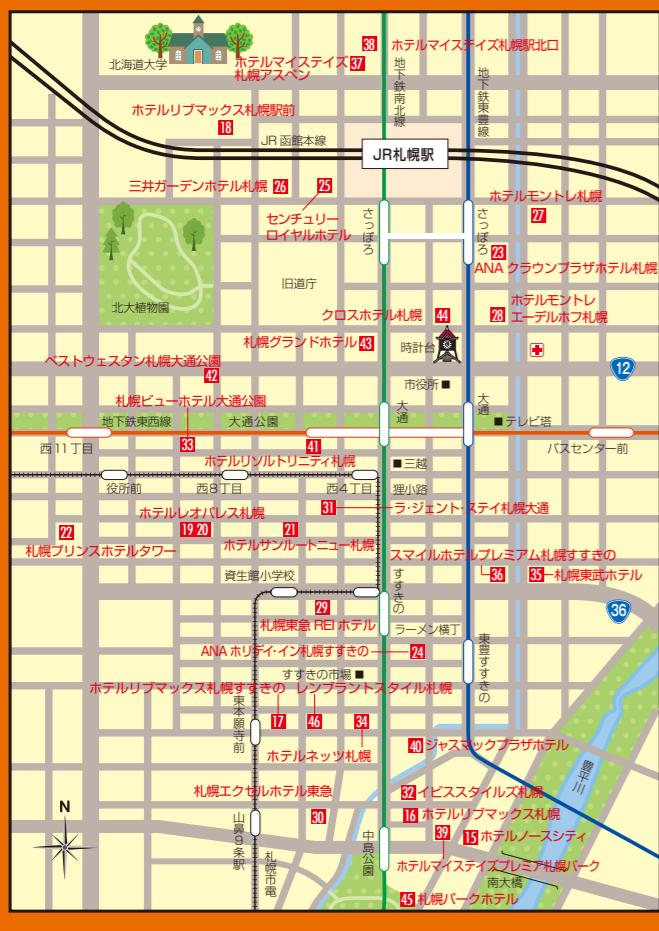 38 ホテルマイステイズ札幌駅北口
北海道大学
ホテルマイステイズ 37
札幌アスペン
地下鉄南北線
地下鉄東豊線
ホテルリブマックス札幌駅前
18
JR函館本線
JR札幌駅
三井ガーデンホテル札幌 26
25
センチュリー
ロイヤルホテル
さっぽろ
さっぽろ
ホテルモントレ札幌
27
23
ANA クラウンプラザホテル札幌
旧道庁
北大植物園
クロスホテル札幌 44
28 ホテルモントレ
エーデルホフ札幌
札幌グランドホテル 43
時計台
ベストウェスタン札幌大通公園
42
12
市役所
札幌ビューホテル大通公園
大通
大通
地下鉄東西線
大通公園
テレビ塔
西11丁目
33
41
バスセンター前
ホテルリソルトリニティ札幌
三越
役所前
西8丁目
西4丁目
狸小路
31 ラ・ジェント・ステイ札幌大通
ホテルレオパレス札幌
22
19 20
21
札幌プリンスホテルタワー
ホテルサンルートニュー札幌
スマイルホテルプレミアム札幌すすきの
36
35 札幌東武ホテル
資生館小学校
すすきの
29
36
札幌東急 REI ホテル
ラーメン横丁
ANA ホリデイ・イン札幌すすきの 24
東豊すすきの
すすきの市場
ホテルリブマックス札幌すすきの
レンブラントスタイル札幌
17
46
34
東本願寺前
ホテルネッツ札幌
40 ジャスマックプラザホテル
豊平川
札幌エクセルホテル東急
32 イビススタイルズ札幌
N
30
16 ホテルリブマックス札幌
山鼻9条駅
中島公園
39
15 ホテルノースシティ
札幌市電
ホテルマイステイズプレミア札幌パーク
南大橋
45 札幌パークホテル